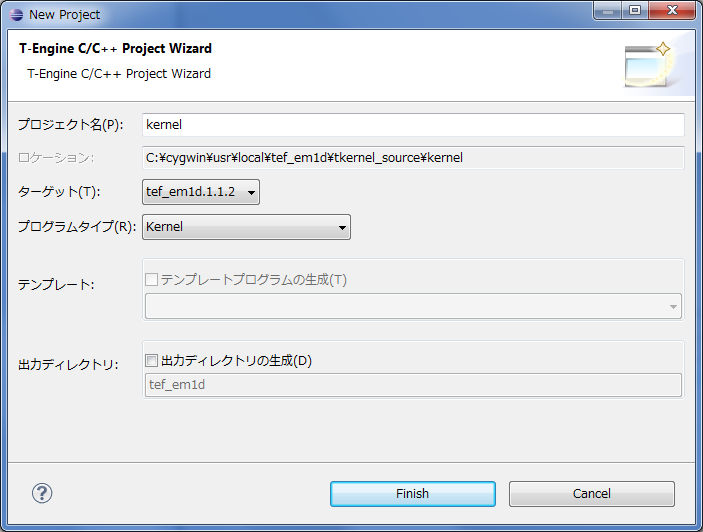 New Project
T-Engine C/C++ Project Wizard
T-Engine C/C++ Project Wizard
プロジェクト名(P): kernel
ロケーション: C:¥cygwin¥usr¥local¥tef_em1d¥tkernel_source¥kernel
ターゲット(T): tef_em1d.1.1.2
プログラムタイプ(R): Kernel
テンプレート: テンプレートプログラムの生成(T)
出力ディレクトリ: 出力ディレクトリの生成(D)
tef_em1d
? Finish Cancel